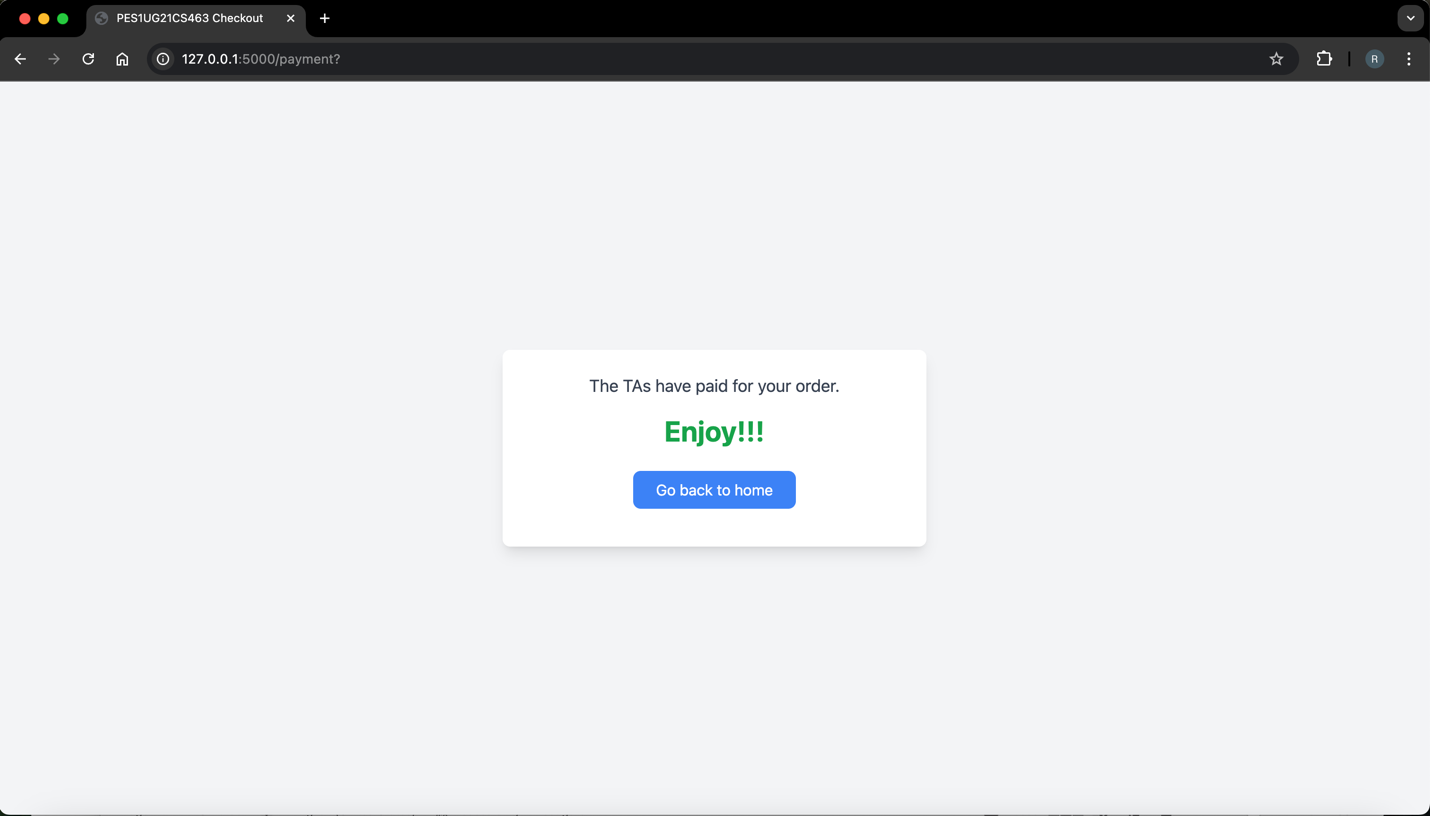 PES1UG21CS463 Checkout
127.0.0.1:5000/payment?
R
The TAs have paid for your order.
Enjoy!!!
Go back to home